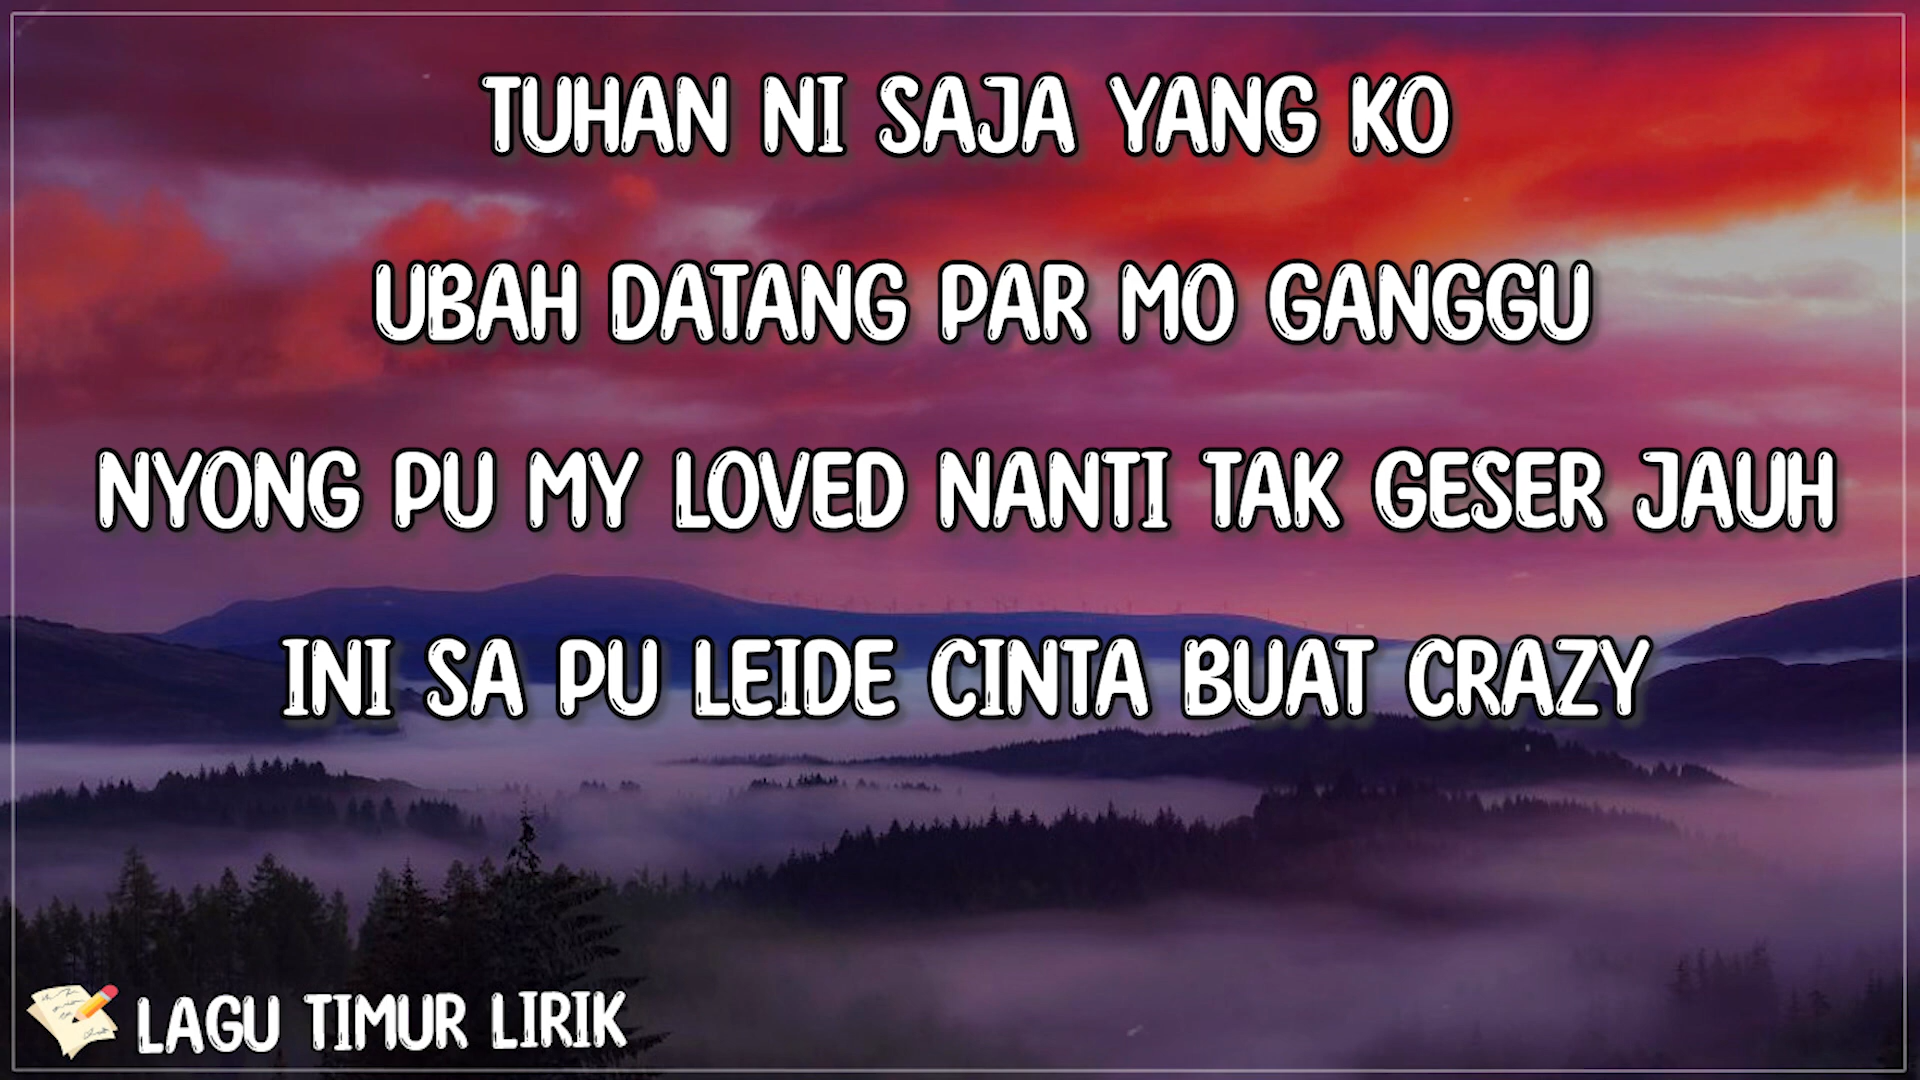 TUHAN NI SAJA YANG KO
UBAH DATANG PAR MO GANGGU
NYONG PU MY LOVED NANTI TAK GESER JAUH
INI SA PU LEIDE CINTA BUAT CRAZY
LAGU TIMUR LIRIK